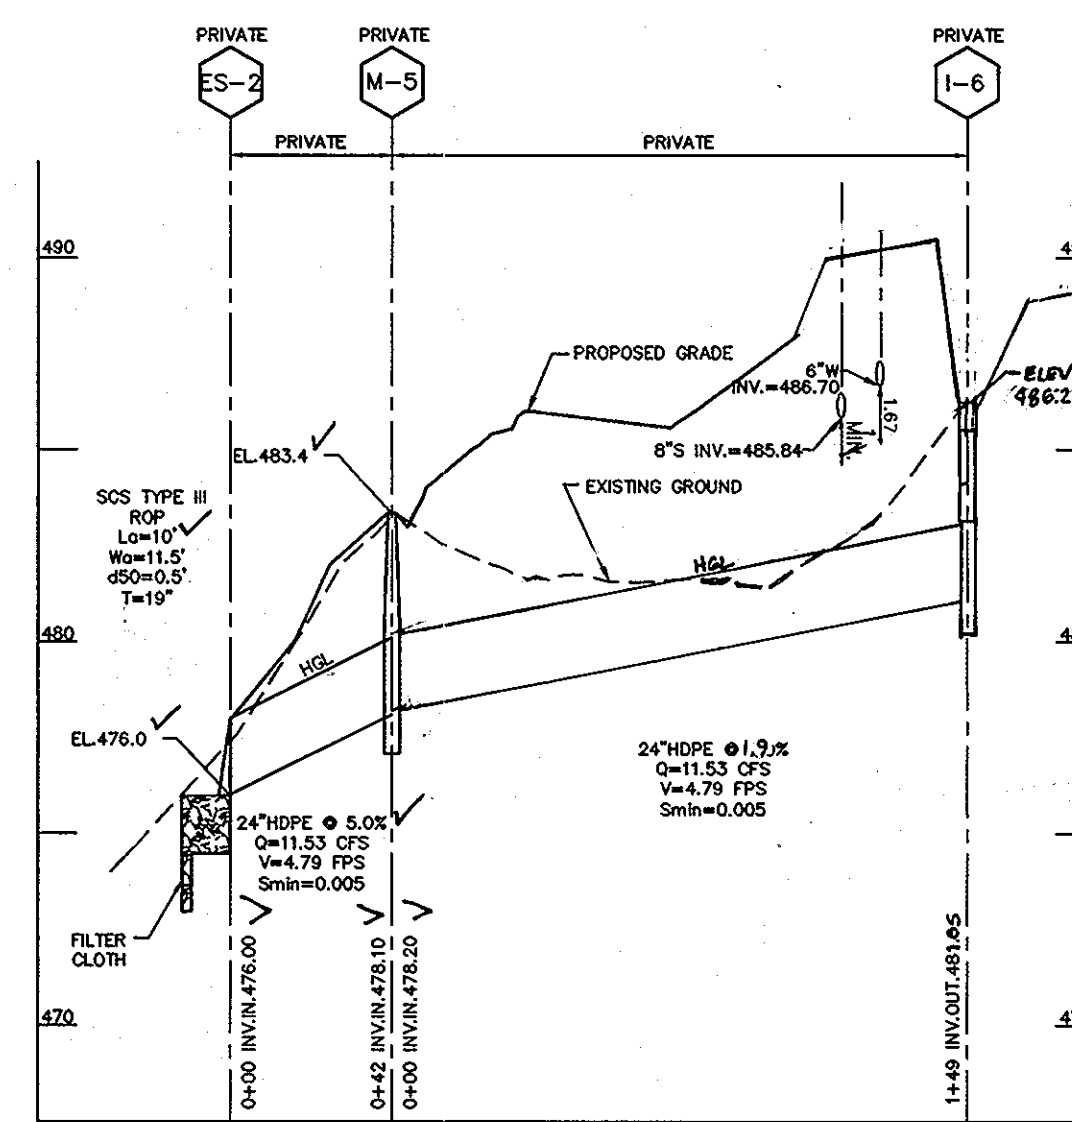 PRIVATE PRIVATE PRIVATE
ES-2 M-5 I-6
PRIVATE PRIVATE
490
PROPOSED GRADE
6"W
INV.=486.70
1.67
1'
MIN.
8"S INV.=485.84
EL.483.4
EXISTING GROUND
SCS TYPE III
ROP
La=10'
Wa=11.5'
d50=0.5'
T=19"
480
HGL
HGL
EL.476.0
24"HDPE @ 5.0%
Q=11.53 CFS
V=4.79 FPS
Smin=0.005
24"HDPE @ 1.9%
Q=11.53 CFS
V=4.79 FPS
Smin=0.005
FILTER
CLOTH
470
0+00 INV.IN.476.00
0+42 INV.IN.478.10
0+00 INV.IN.478.20
1+49 INV.OUT.481.05